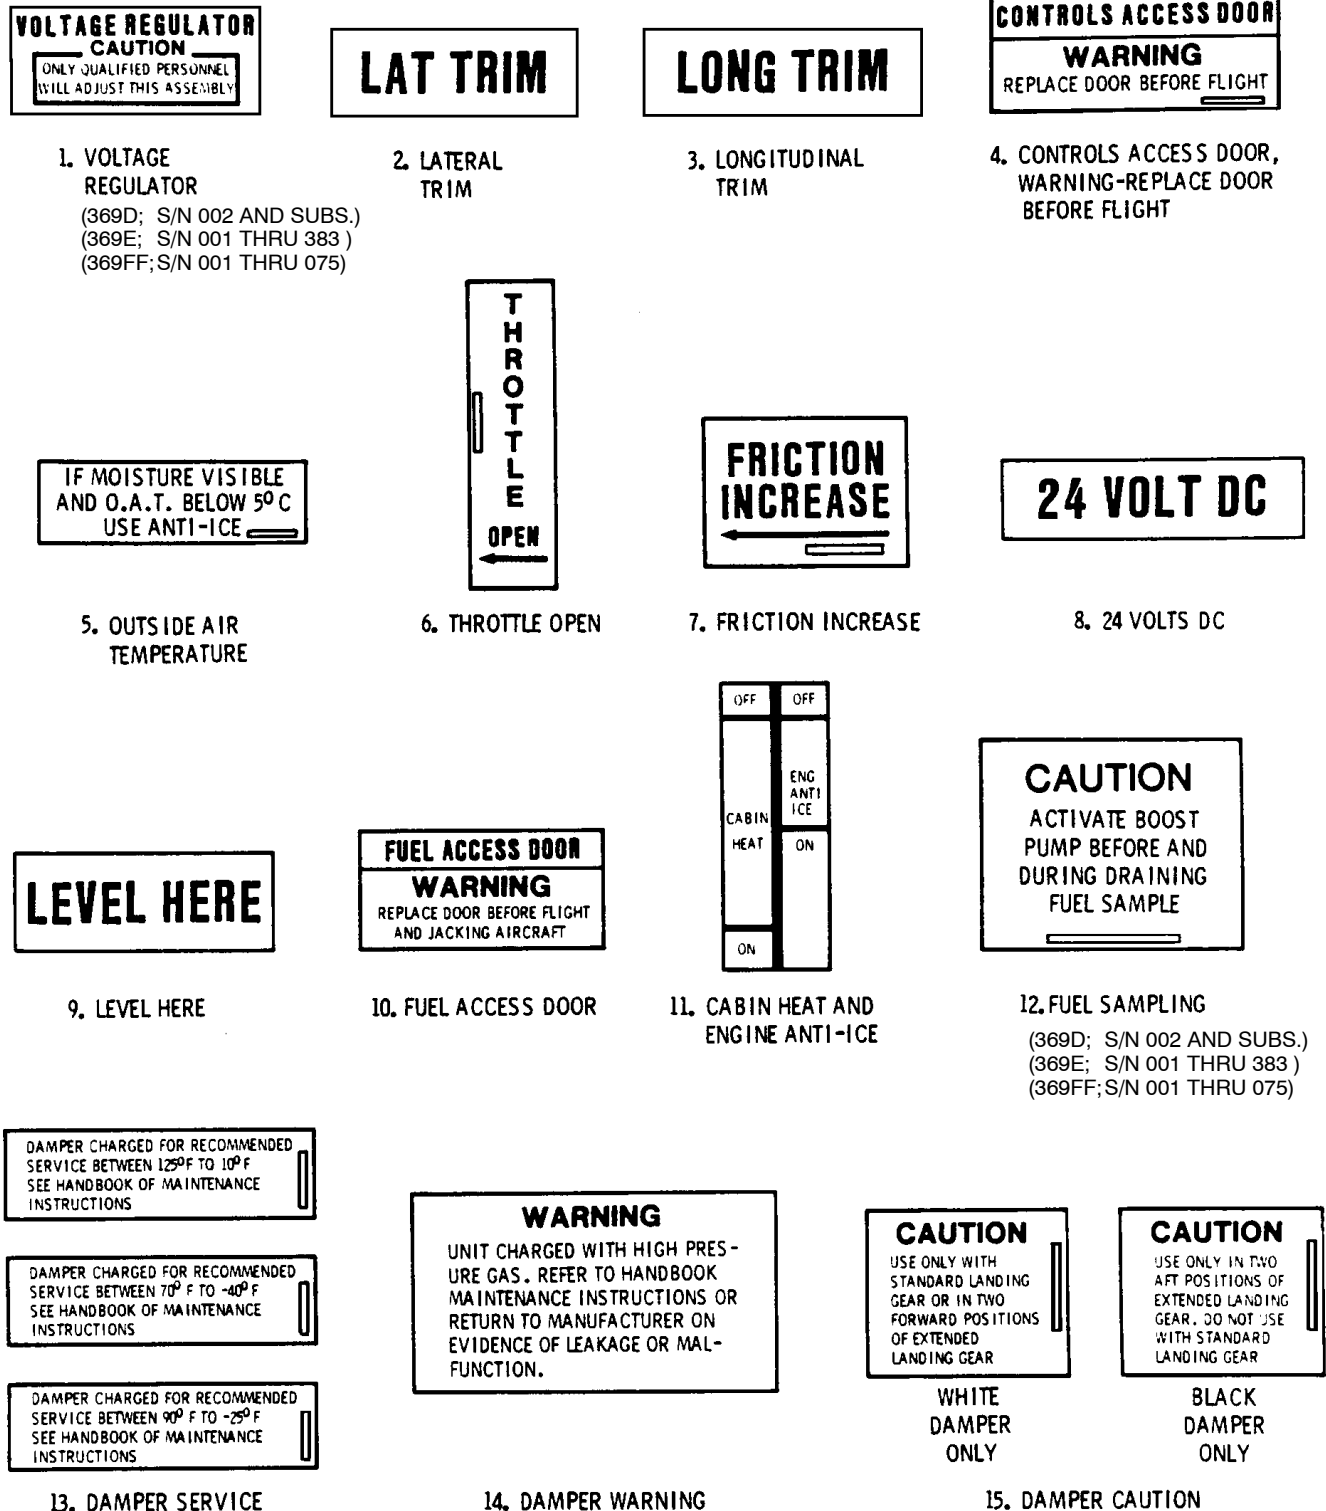 VOLTAGE REGULATOR
CAUTION
ONLY QUALIFIED PERSONNEL
WILL ADJUST THIS ASSEMBLY
1. VOLTAGE
REGULATOR
(369D; S/N 002 AND SUBS.)
(369E; S/N 001 THRU 383 )
(369FF; S/N 001 THRU 075)
LAT TRIM
2. LATERAL
TRIM
LONG TRIM
3. LONGITUDINAL
TRIM
CONTROLS ACCESS DOOR
WARNING
REPLACE DOOR BEFORE FLIGHT
4. CONTROLS ACCESS DOOR,
WARNING-REPLACE DOOR
BEFORE FLIGHT
IF MOISTURE VISIBLE
AND O.A.T. BELOW 5º C
USE ANTI-ICE
5. OUTSIDE AIR
TEMPERATURE
THROTTLE
OPEN
6. THROTTLE OPEN
FRICTION
INCREASE
7. FRICTION INCREASE
24 VOLT DC
8. 24 VOLTS DC
LEVEL HERE
9. LEVEL HERE
FUEL ACCESS DOOR
WARNING
REPLACE DOOR BEFORE FLIGHT
AND JACKING AIRCRAFT
10. FUEL ACCESS DOOR
OFF
CABIN
HEAT
ON
OFF
ENG
ANTI
ICE
ON
11. CABIN HEAT AND
ENGINE ANTI-ICE
CAUTION
ACTIVATE BOOST
PUMP BEFORE AND
DURING DRAINING
FUEL SAMPLE
12. FUEL SAMPLING
(369D; S/N 002 AND SUBS.)
(369E; S/N 001 THRU 383 )
(369FF; S/N 001 THRU 075)
DAMPER CHARGED FOR RECOMMENDED
SERVICE BETWEEN 125º F TO 10º F
SEE HANDBOOK OF MAINTENANCE
INSTRUCTIONS
DAMPER CHARGED FOR RECOMMENDED
SERVICE BETWEEN 70º F TO -40º F
SEE HANDBOOK OF MAINTENANCE
INSTRUCTIONS
DAMPER CHARGED FOR RECOMMENDED
SERVICE BETWEEN 90º F TO -25º F
SEE HANDBOOK OF MAINTENANCE
INSTRUCTIONS
13. DAMPER SERVICE
WARNING
UNIT CHARGED WITH HIGH PRES-
URE GAS. REFER TO HANDBOOK
MAINTENANCE INSTRUCTIONS OR
RETURN TO MANUFACTURER ON
EVIDENCE OF LEAKAGE OR MAL-
FUNCTION.
14. DAMPER WARNING
CAUTION
USE ONLY WITH
STANDARD LANDING
GEAR OR IN TWO
FORWARD POSITIONS
OF EXTENDED
LANDING GEAR
WHITE
DAMPER
ONLY
CAUTION
USE ONLY IN TWO
AFT POSITIONS OF
EXTENDED LANDING
GEAR. DO NOT USE
WITH STANDARD
LANDING GEAR
BLACK
DAMPER
ONLY
15. DAMPER CAUTION